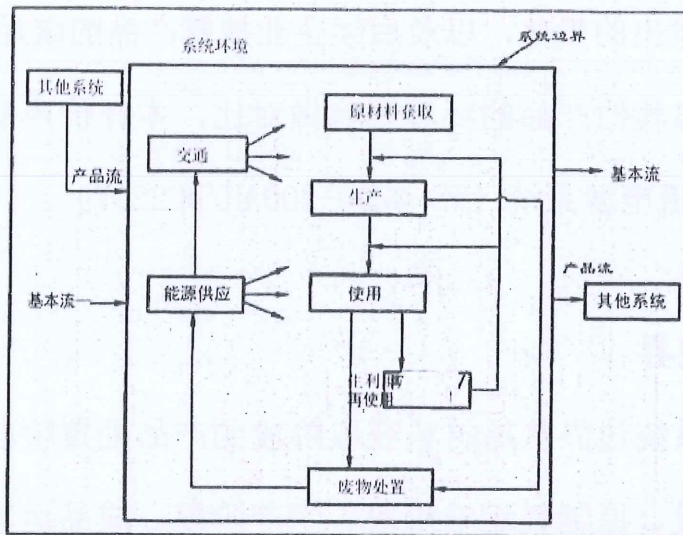 系统环境
系统边界
其他系统
原材料获取
交通
产品流
基本流
生产
产品流
基本流
能源供应
使用
其他系统
生利
再使用
废物处置